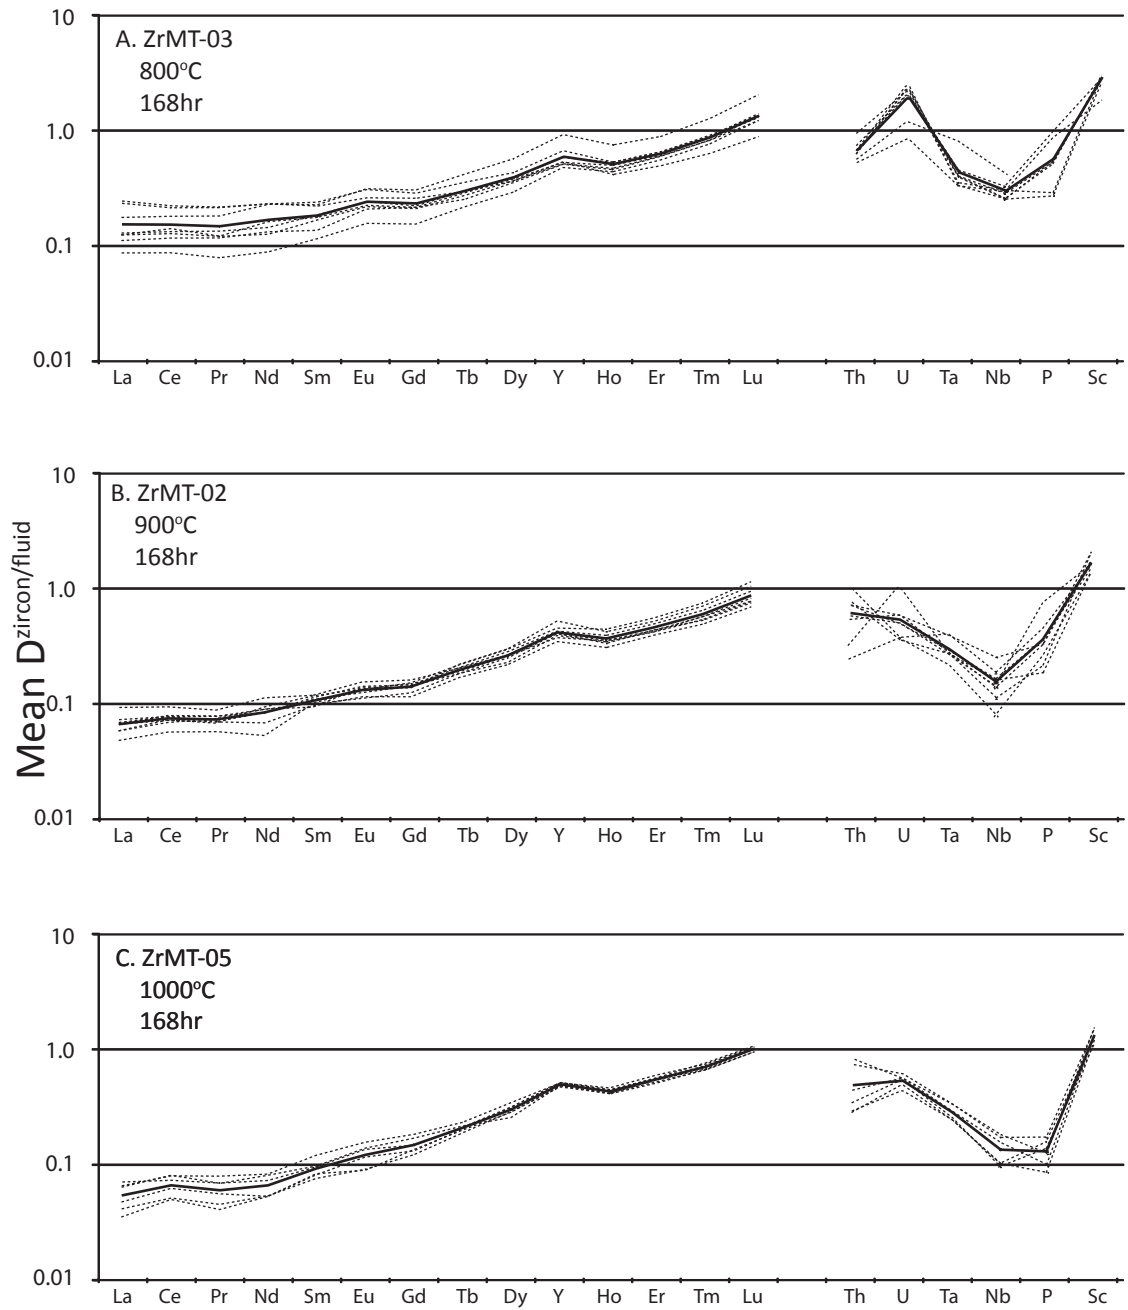 10
A. ZrMT-03
800°C
168hr
1.0
0.1
0.01
La Ce Pr Nd Sm Eu Gd Tb Dy Y Ho Er Tm Lu Th U Ta Nb P Sc
Mean D^zircon/fluid
10
B. ZrMT-02
900°C
168hr
1.0
0.1
0.01
La Ce Pr Nd Sm Eu Gd Tb Dy Y Ho Er Tm Lu Th U Ta Nb P Sc
10
C. ZrMT-05
1000°C
168hr
1.0
0.1
0.01
La Ce Pr Nd Sm Eu Gd Tb Dy Y Ho Er Tm Lu Th U Ta Nb P Sc